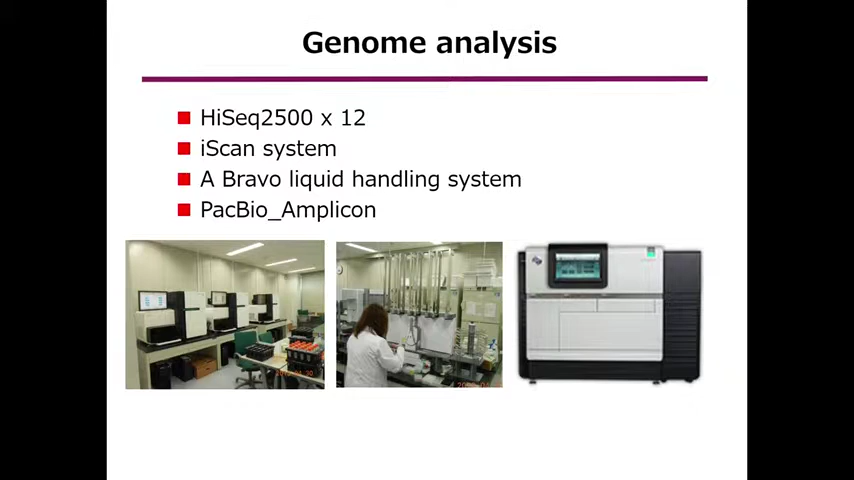 Genome analysis
HiSeq2500 x 12
iScan system
A Bravo liquid handling system
PacBio_Amplicon